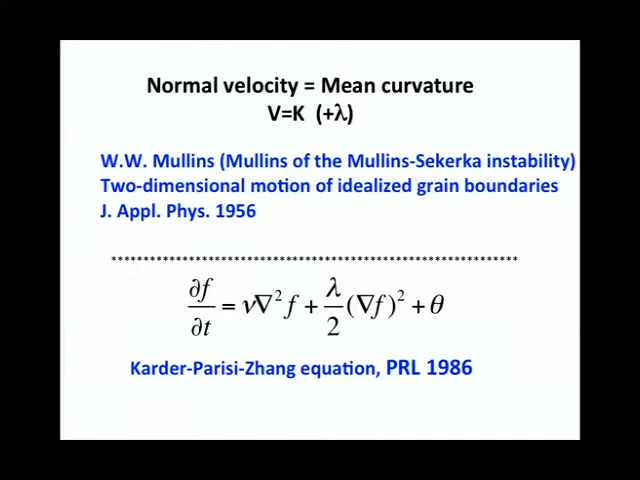 Normal velocity = Mean curvature
V=K (+λ)
W.W. Mullins (Mullins of the Mullins-Sekerka instability)
Two-dimensional motion of idealized grain boundaries
J. Appl. Phys. 1956
****************************************************************
∂f/∂t = ν∇²f + λ/2 (∇f)² + θ
Karder-Parisi-Zhang equation, PRL 1986